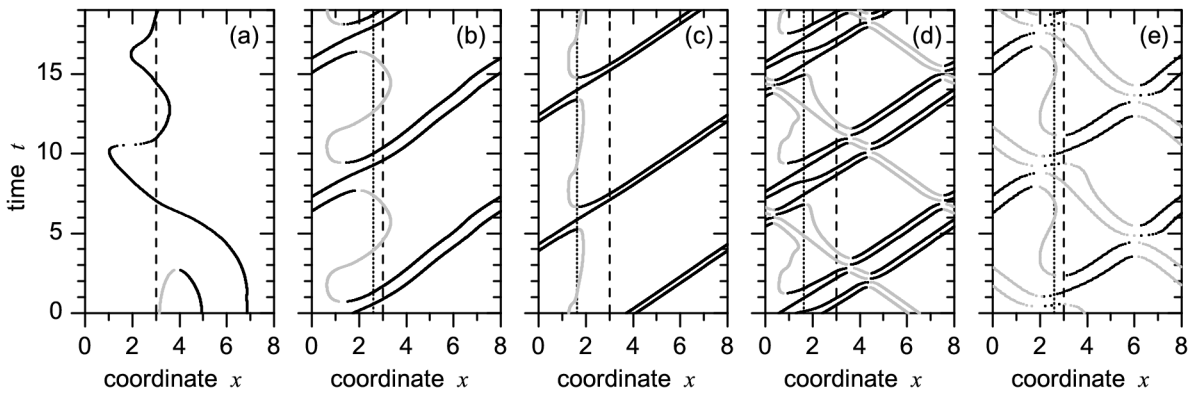 (a) (b) (c) (d) (e)
15
10
5
0
time t
0 2 4 6 8 0 2 4 6 8 0 2 4 6 8 0 2 4 6 8 0 2 4 6 8
coordinate x coordinate x coordinate x coordinate x coordinate x